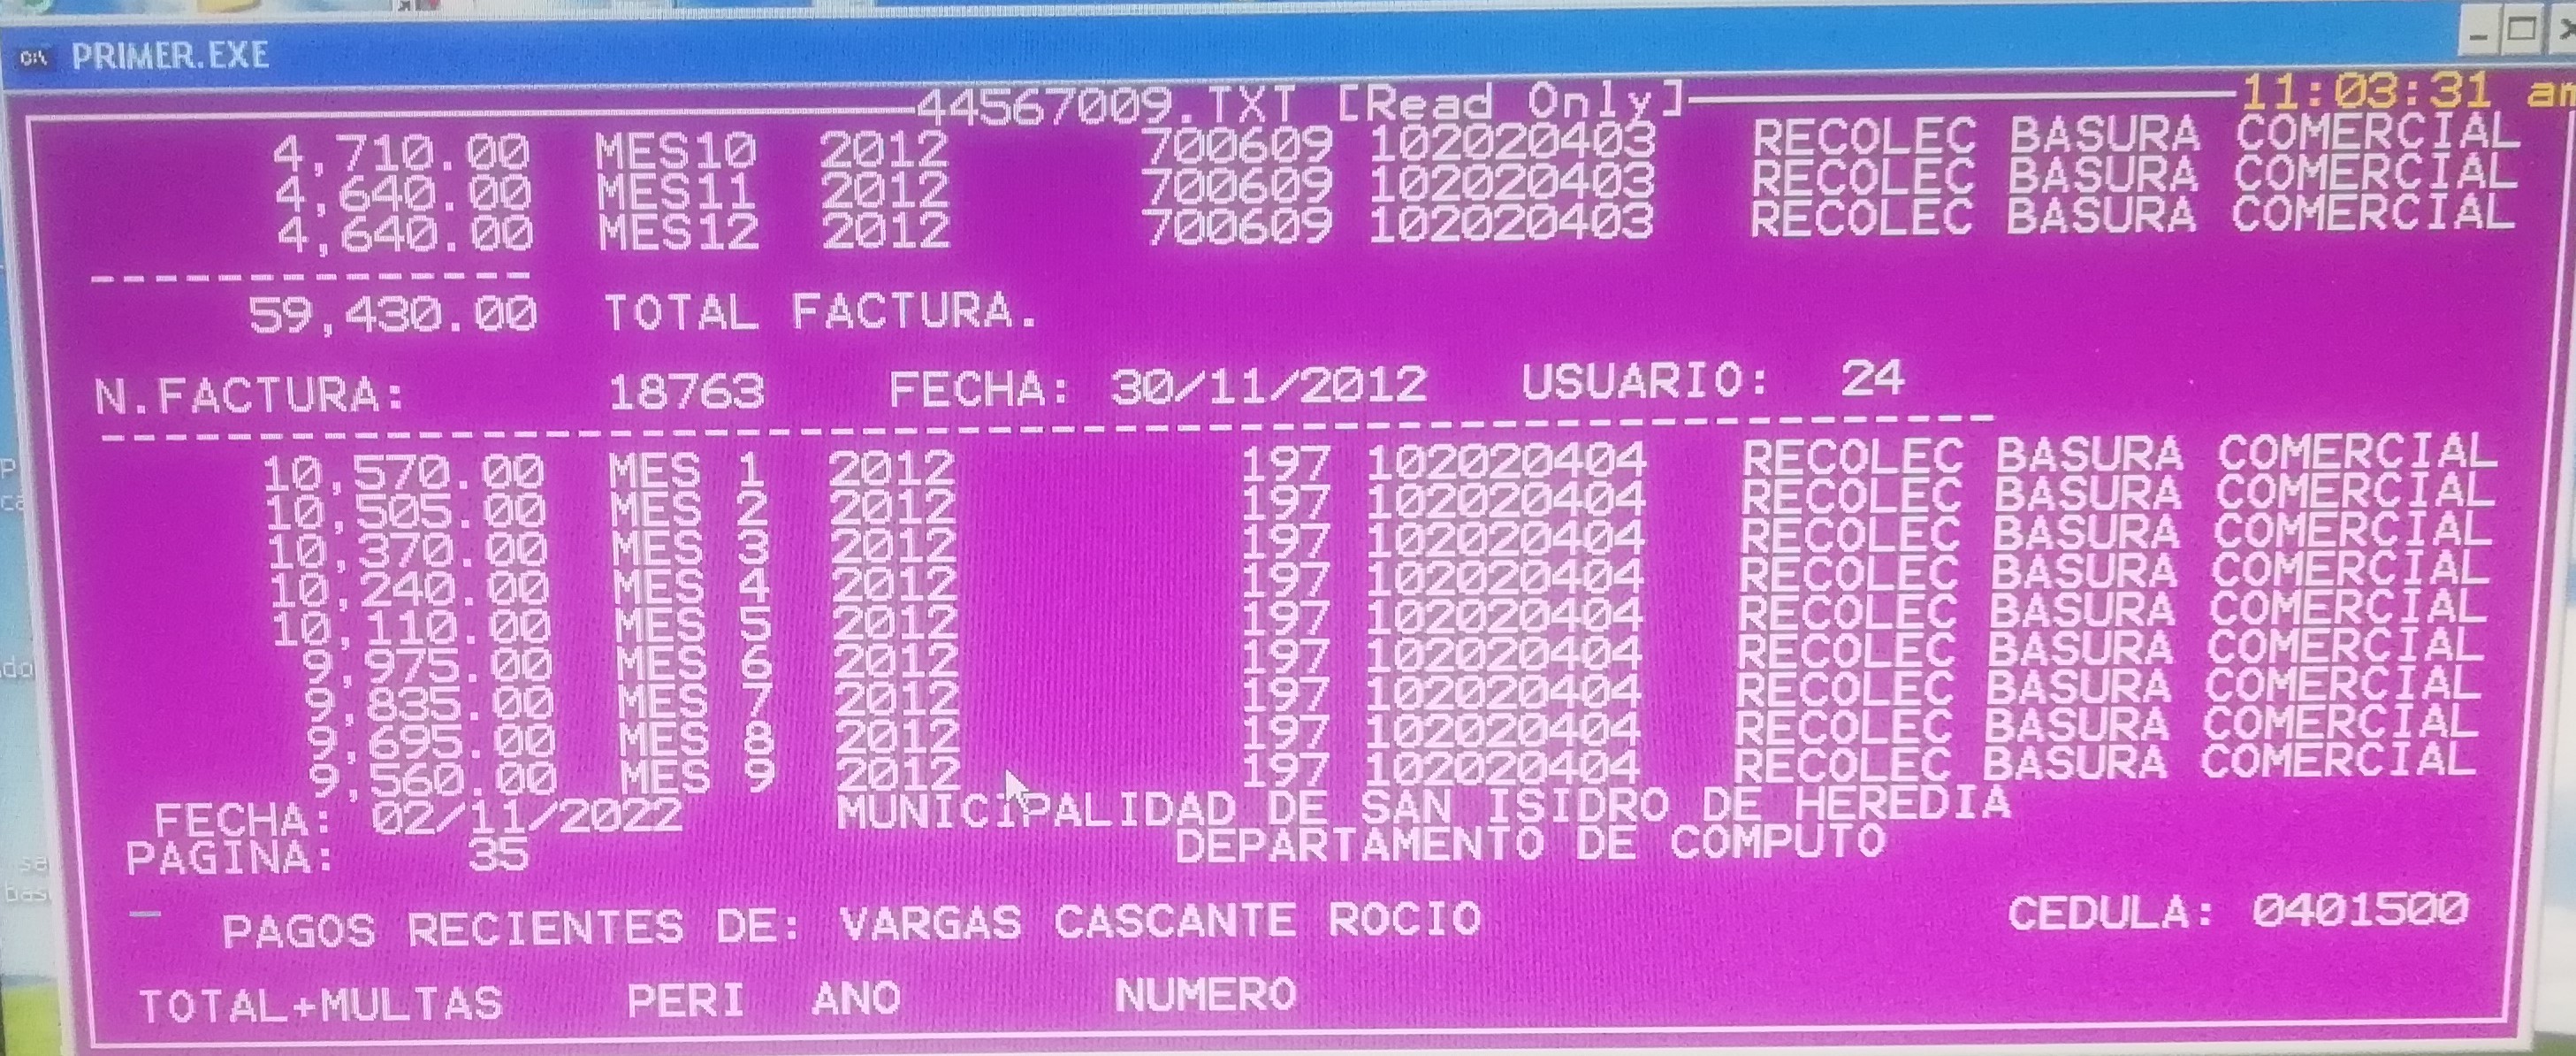 PRIMER.EXE
44567009.TXT [Read Only] 11:03:31
4,710.00 MES10 2012 700609 102020403 RECOLEC BASURA COMERCIAL
4,640.00 MES11 2012 700609 102020403 RECOLEC BASURA COMERCIAL
4,640.00 MES12 2012 700609 102020403 RECOLEC BASURA COMERCIAL
--------------
59,430.00 TOTAL FACTURA.
N.FACTURA: 18763 FECHA: 30/11/2012 USUARIO: 24
------------------------------------------------------------
10,570.00 MES 1 2012 197 102020404 RECOLEC BASURA COMERCIAL
10,505.00 MES 2 2012 197 102020404 RECOLEC BASURA COMERCIAL
10,370.00 MES 3 2012 197 102020404 RECOLEC BASURA COMERCIAL
10,240.00 MES 4 2012 197 102020404 RECOLEC BASURA COMERCIAL
10,110.00 MES 5 2012 197 102020404 RECOLEC BASURA COMERCIAL
9,975.00 MES 6 2012 197 102020404 RECOLEC BASURA COMERCIAL
9,835.00 MES 7 2012 197 102020404 RECOLEC BASURA COMERCIAL
9,695.00 MES 8 2012 197 102020404 RECOLEC BASURA COMERCIAL
9,560.00 MES 9 2012 197 102020404 RECOLEC BASURA COMERCIAL
FECHA: 02/11/2022 MUNICIPALIDAD DE SAN ISIDRO DE HEREDIA
PAGINA: 35 DEPARTAMENTO DE COMPUTO
PAGOS RECIENTES DE: VARGAS CASCANTE ROCIO CEDULA: 0401500
TOTAL+MULTAS PERI ANO NUMERO